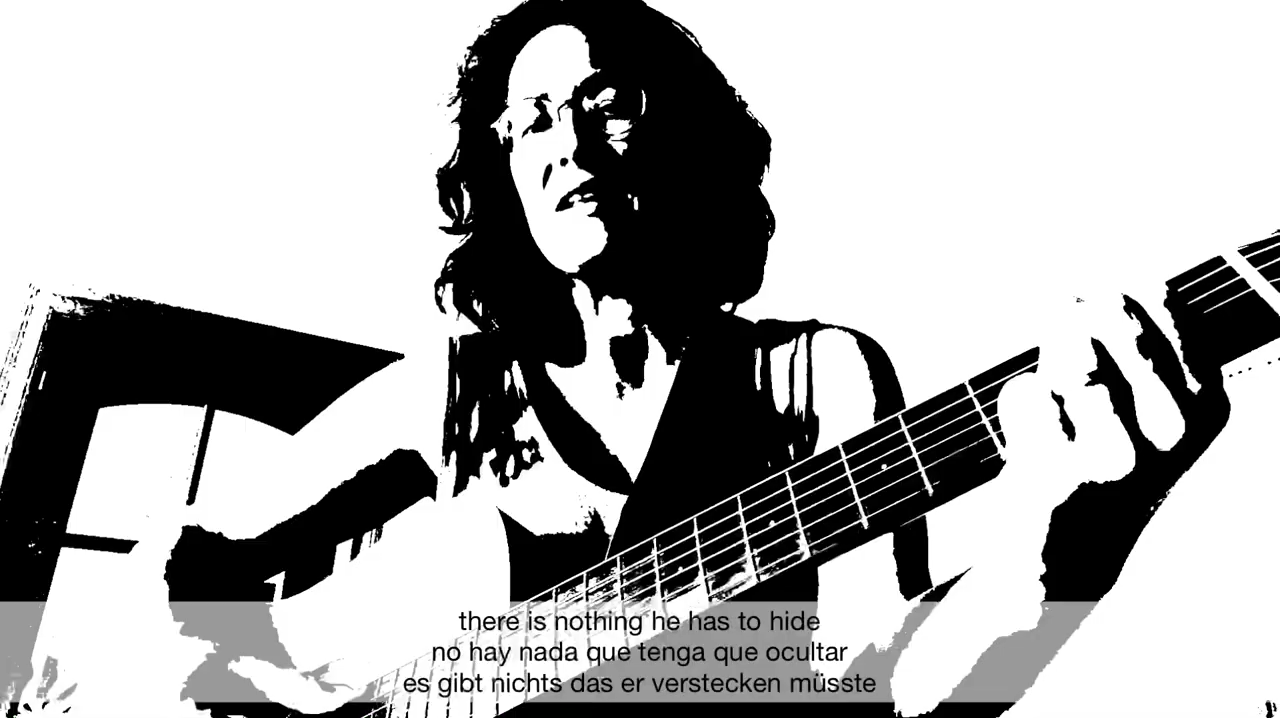 there is nothing he has to hide
no hay nada que tenga que ocultar
es gibt nichts das er verstecken müsste